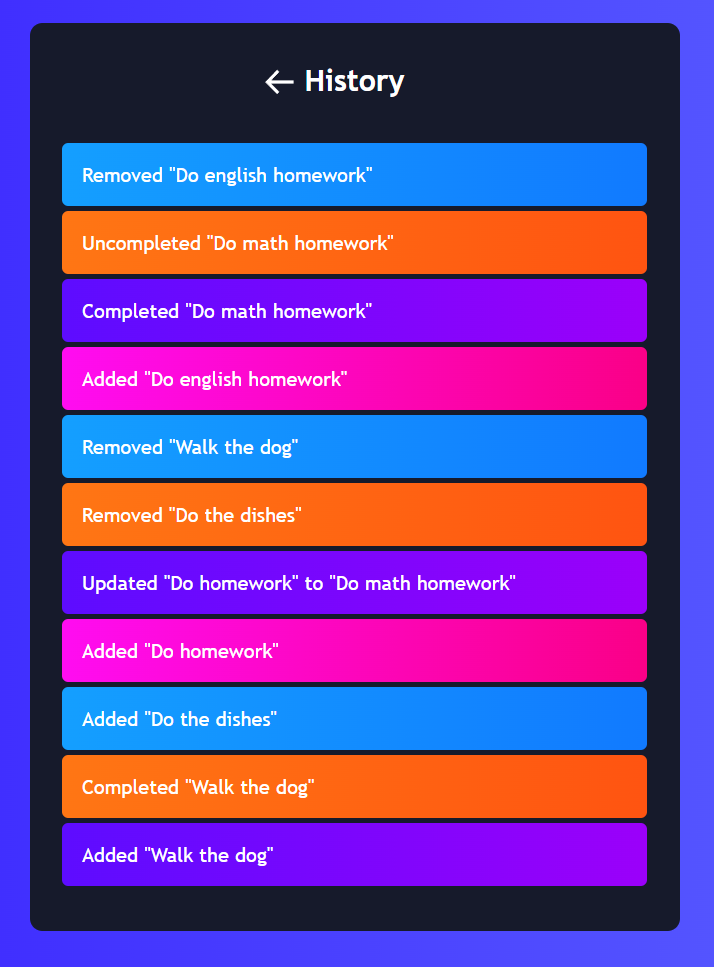 ← History
Removed "Do english homework"
Uncompleted "Do math homework"
Completed "Do math homework"
Added "Do english homework"
Removed "Walk the dog"
Removed "Do the dishes"
Updated "Do homework" to "Do math homework"
Added "Do homework"
Added "Do the dishes"
Completed "Walk the dog"
Added "Walk the dog"